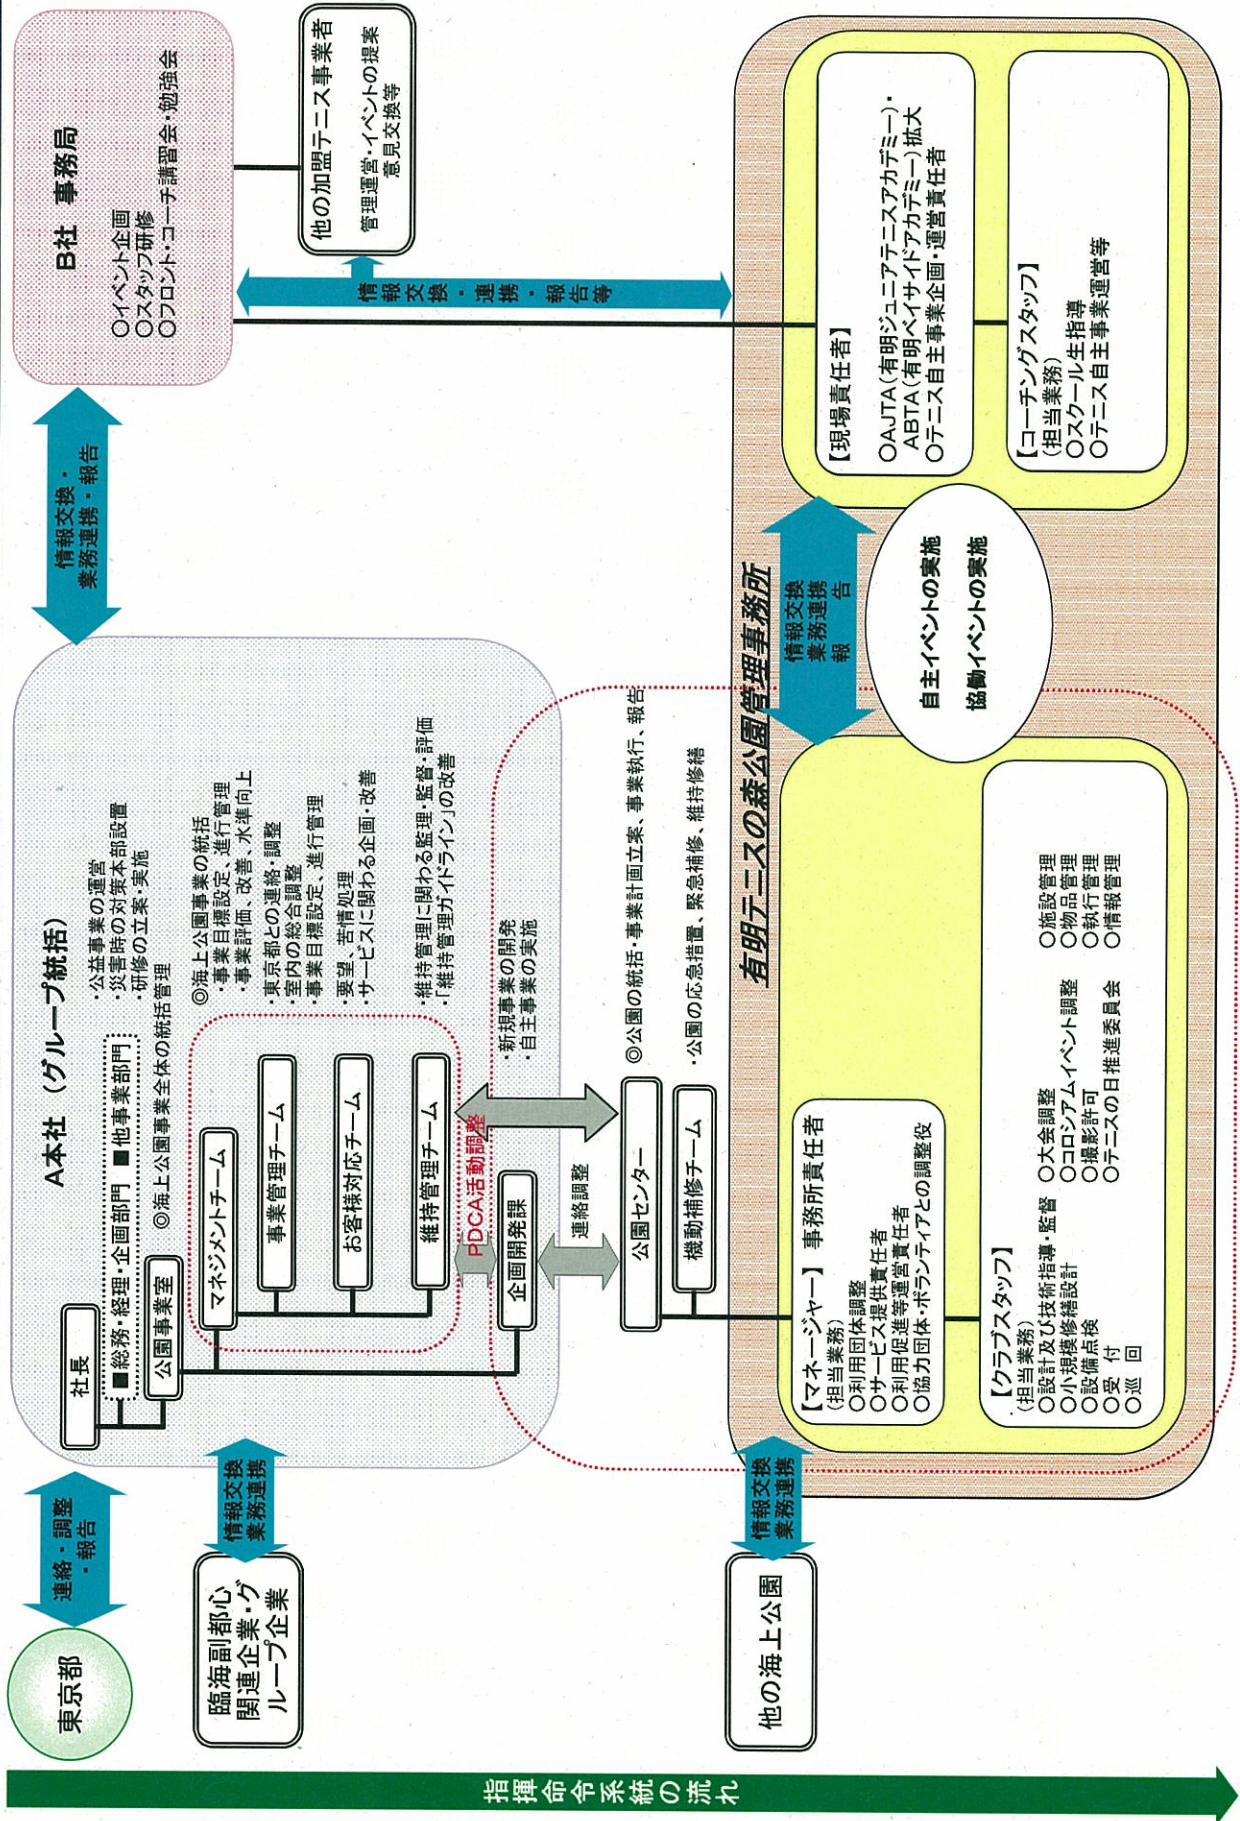 指揮命令系統の流れ
東京都
連絡・調整
・報告
臨海副都心
関連企業・グ
ループ企業
情報交換
業務連携
他の海上公園
情報交換
業務連携
A本社 (グループ統括)
社長
■総務・経理・企画部門 ■他事業部門
・公益事業の運営
・災害時の対策本部設置
・研修の立案・実施
公園事業室
◎海上公園事業全体の統括管理
マネジメントチーム
◎海上公園事業の統括
・事業目標設定、進行管理
・事業評価、改善、水準向上
事業管理チーム
・東京都との連絡・調整
・室内の総合調整
・事業目標設定、進行管理
お客様対応チーム
・要望、苦情処理
・サービスに関わる企画・改善
維持管理チーム
・維持管理に関わる監理・監督・評価
・「維持管理ガイドライン」の改善
PDCA活動調整
企画開発課
・新規事業の開発
・自主事業の実施
連絡調整
公園センター
◎公園の統括・事業計画立案、事業執行、報告
機動補修チーム
・公園の応急措置、緊急補修、維持修繕
情報交換・
業務連携・報告
B社 事務局
○イベント企画
○スタッフ研修
○フロント・コーチ講習会・勉強会
他の加盟テニス事業者
管理運営・イベントの提案
意見交換等
情報交換・連携・報告等
有明テニスの森公園管理事務所
【マネージャー】 事務所責任者
(担当業務)
○利用団体調整
○サービス提供責任者
○利用促進等運営責任者
○協力団体・ボランティアとの調整役
【クラブスタッフ】
(担当業務)
○設計及び技術指導・監督 ○大会調整 ○施設管理
○小規模修繕設計 ○コロシアムイベント調整 ○物品管理
○設備点検 ○撮影許可 ○執行管理
○受 付 ○テニスの日推進委員会 ○情報管理
○巡 回
情報交換
業務連携
報 告
自主イベントの実施
協働イベントの実施
【現場責任者】
○AJTA(有明ジュニアテニスアカデミー)・
ABTA(有明ベイサイドアカデミー)拡大
○テニス自主事業企画・運営責任者
【コーチングスタッフ】
(担当業務)
○スクール生指導
○テニス自主事業運営等